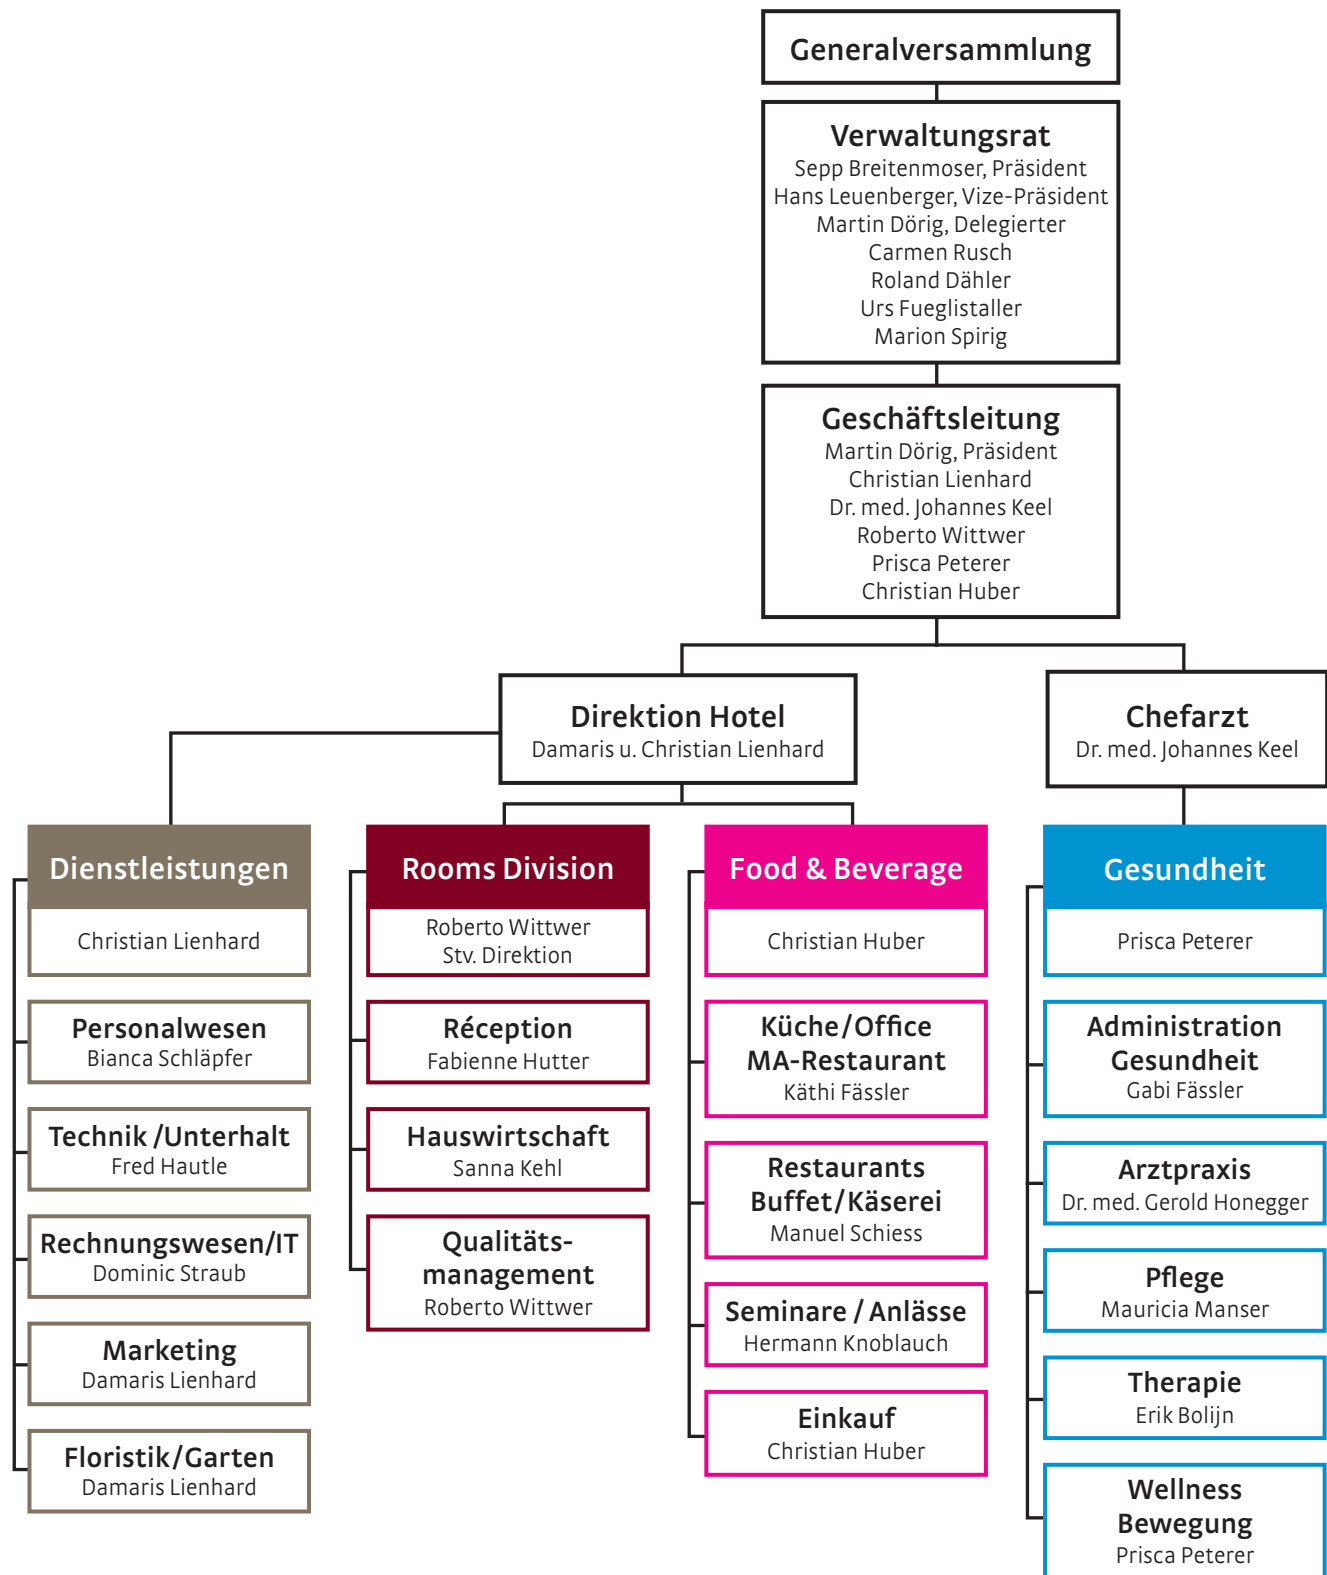 Generalversammlung
Verwaltungsrat
Sepp Breitenmoser, Präsident
Hans Leuenberger, Vize-Präsident
Martin Dörig, Delegierter
Carmen Rusch
Roland Dähler
Urs Fueglistaller
Marion Spirig
Geschäftsleitung
Martin Dörig, Präsident
Christian Lienhard
Dr. med. Johannes Keel
Roberto Wittwer
Prisca Peterer
Christian Huber
Direktion Hotel
Damaris u. Christian Lienhard
Chefarzt
Dr. med. Johannes Keel
Dienstleistungen
Christian Lienhard
Personalwesen
Bianca Schläpfer
Technik /Unterhalt
Fred Hautle
Rechnungswesen/IT
Dominic Straub
Marketing
Damaris Lienhard
Floristik/Garten
Damaris Lienhard
Rooms Division
Roberto Wittwer
Stv. Direktion
Réception
Fabienne Hutter
Hauswirtschaft
Sanna Kehl
Qualitäts-
management
Roberto Wittwer
Food & Beverage
Christian Huber
Küche/Office
MA-Restaurant
Käthi Fässler
Restaurants
Buffet/Käserei
Manuel Schiess
Seminare / Anlässe
Hermann Knoblauch
Einkauf
Christian Huber
Gesundheit
Prisca Peterer
Administration
Gesundheit
Gabi Fässler
Arztpraxis
Dr. med. Gerold Honegger
Pflege
Mauricia Manser
Therapie
Erik Bolijn
Wellness
Bewegung
Prisca Peterer